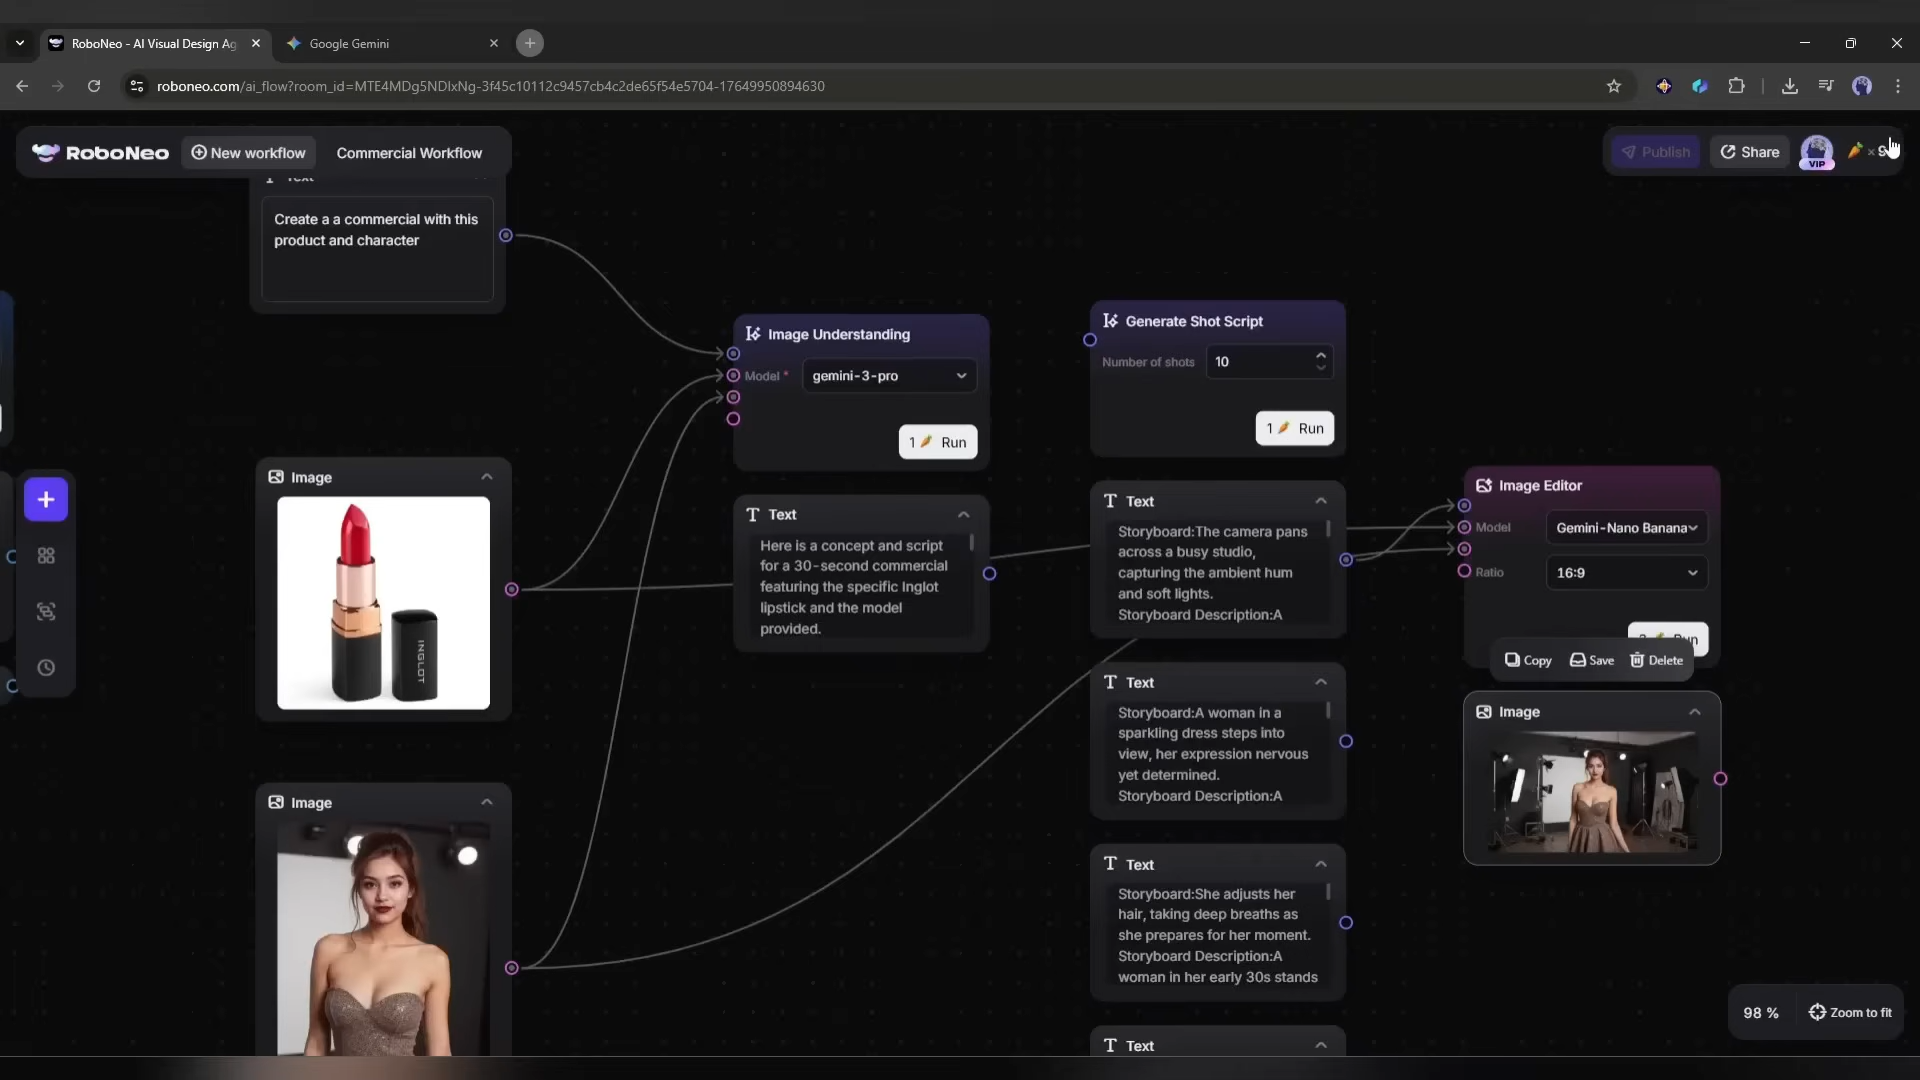 RoboNeo - AI Visual Design Ag
Google Gemini
roboneo.com/ai_flow?room_id=MTE4MDg5NDIxNg-3f45c10112c9457cb4c2de65f54e5704-17649950894630
RoboNeo
New workflow
Commercial Workflow
Publish
Share
VIP
×
Text
Create a a commercial with this
product and character
Image Understanding
Model *
gemini-3-pro
1 Run
Generate Shot Script
Number of shots
10
1 Run
Image
INGLOT
Text
Here is a concept and script
for a 30-second commercial
featuring the specific Inglot
lipstick and the model
provided.
Text
Storyboard:The camera pans
across a busy studio,
capturing the ambient hum
and soft lights.
Storyboard Description:A
Image Editor
Model
Gemini-Nano Banana
Ratio
16:9
Run
Copy
Save
Delete
Text
Storyboard:A woman in a
sparkling dress steps into
view, her expression nervous
yet determined.
Storyboard Description:A
Image
Image
Text
Storyboard:She adjusts her
hair, taking deep breaths as
she prepares for her moment.
Storyboard Description:A
woman in her early 30s stands
Text
98 %
Zoom to fit